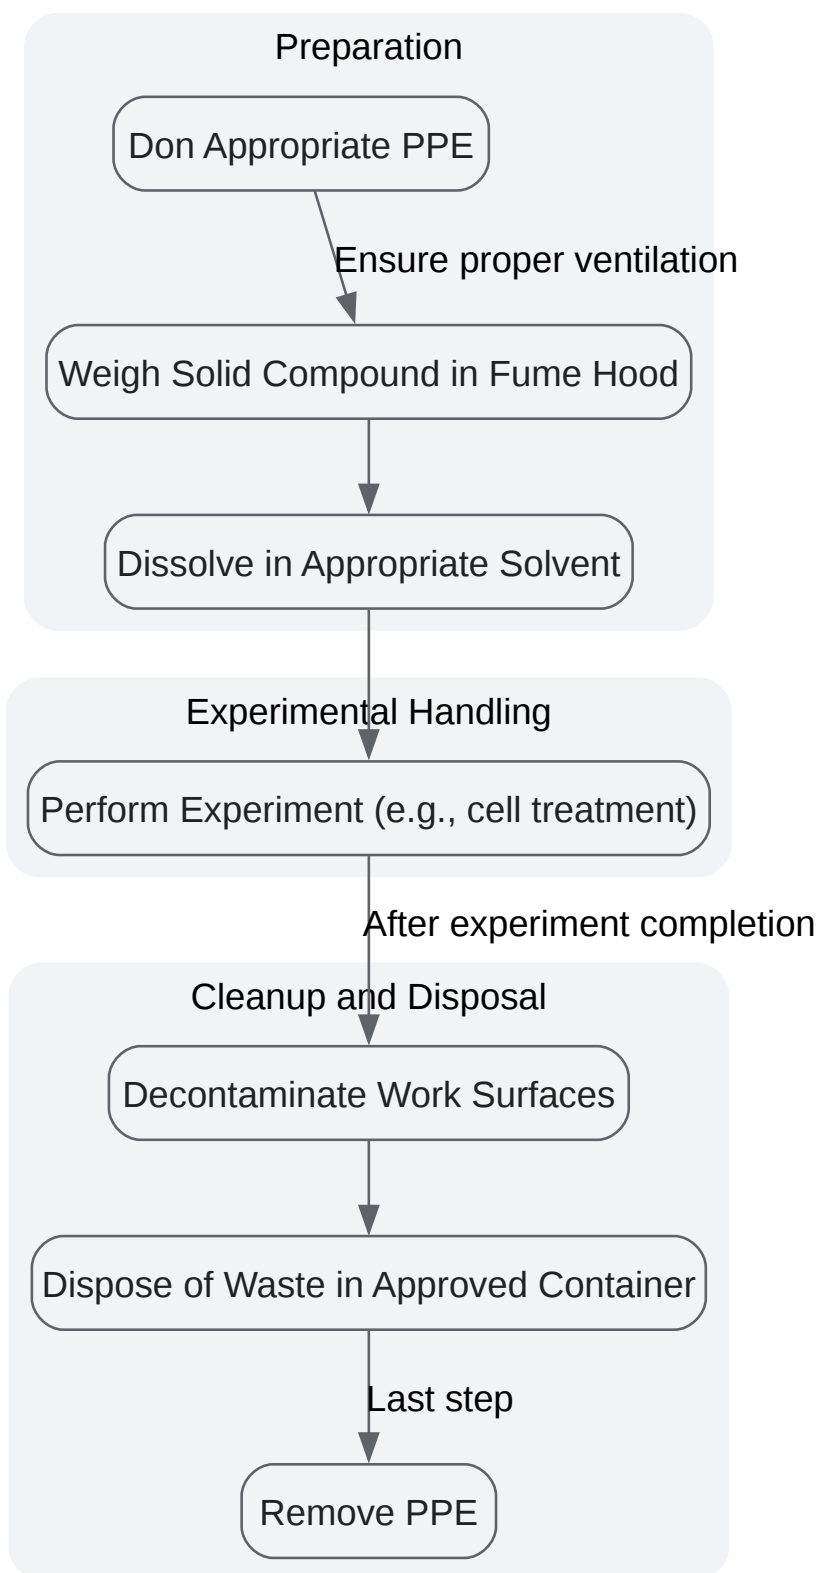 Preparation
Don Appropriate PPE
Ensure proper ventilation
Weigh Solid Compound in Fume Hood
Dissolve in Appropriate Solvent
Experimental Handling
Perform Experiment (e.g., cell treatment)
After experiment completion
Cleanup and Disposal
Decontaminate Work Surfaces
Dispose of Waste in Approved Container
Last step
Remove PPE